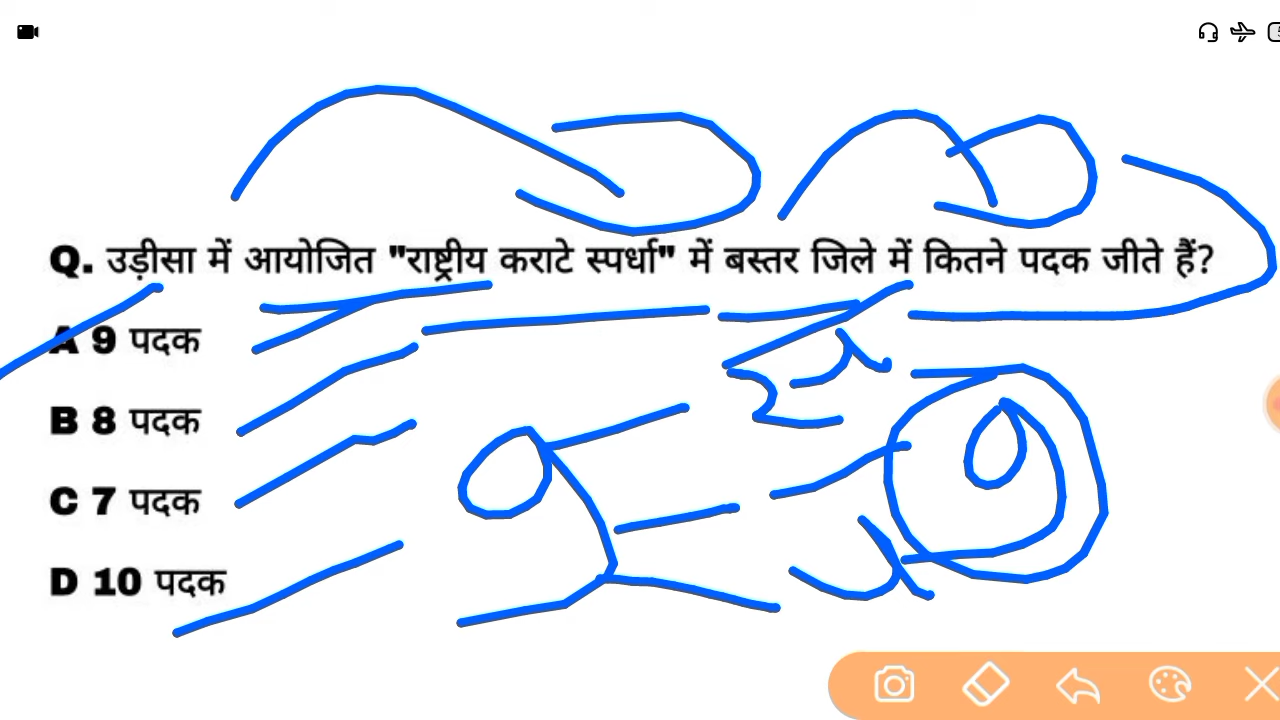 Q. उड़ीसा में आयोजित "राष्ट्रीय कराटे स्पर्धा" में बस्तर जिले में कितने पदक जीते हैं?
A 9 पदक
B 8 पदक
C 7 पदक
D 10 पदक